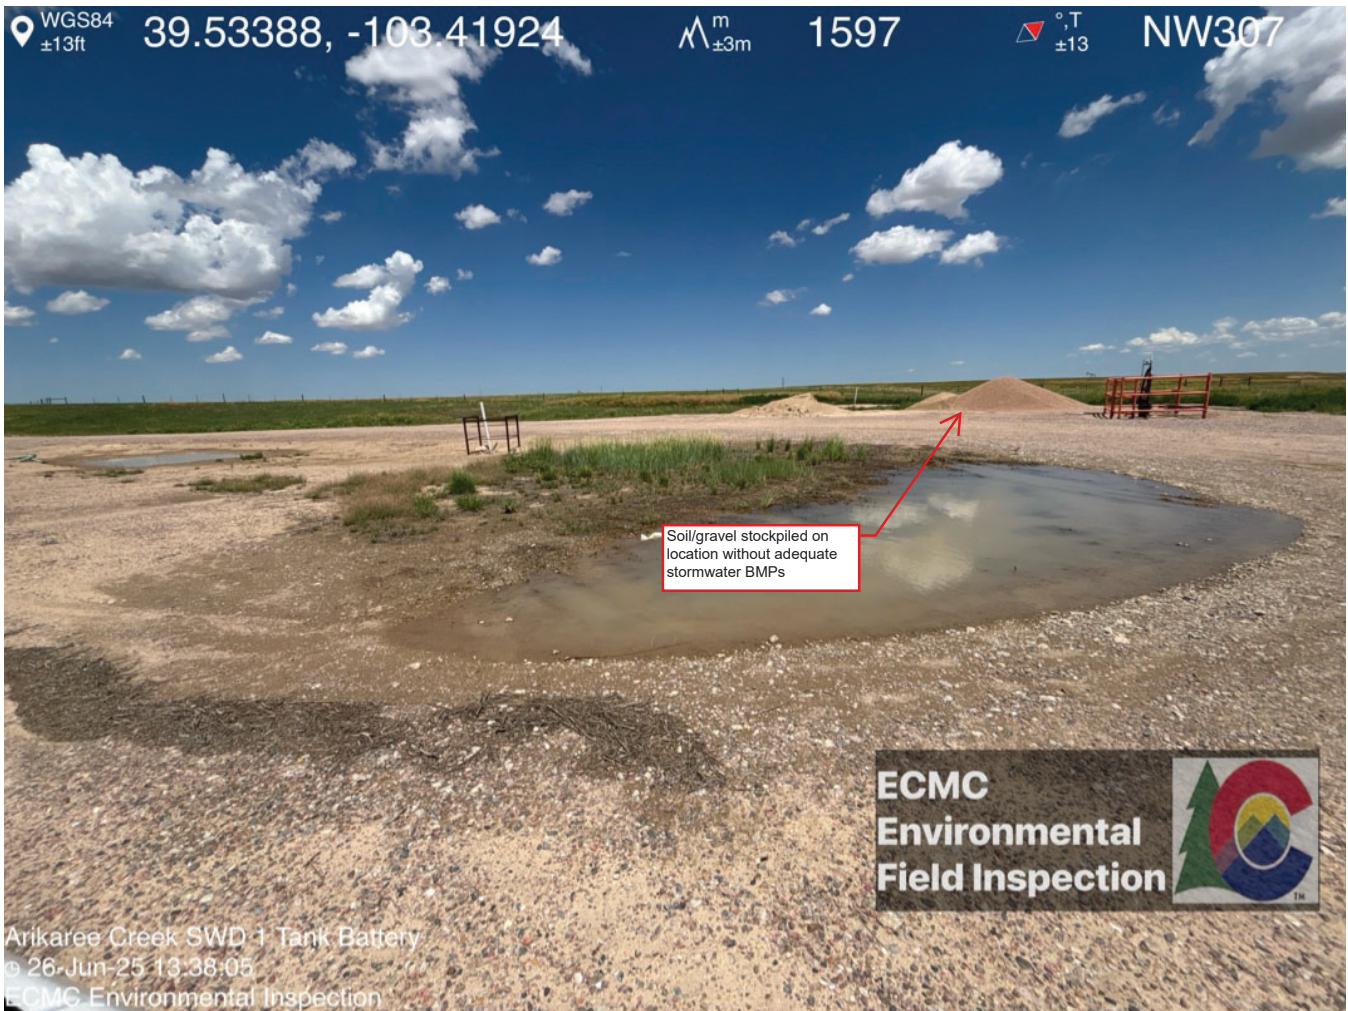 WGS84
±13ft
39.53388, -103.41924
m
±3m
1597
°,T
±13
NW307
Soil/gravel stockpiled on
location without adequate
stormwater BMPs
ECMC
Environmental
Field Inspection
TM
Arikaree Creek SWD 1 Tank Battery
26-Jun-25 13:38:05
ECMC Environmental Inspection